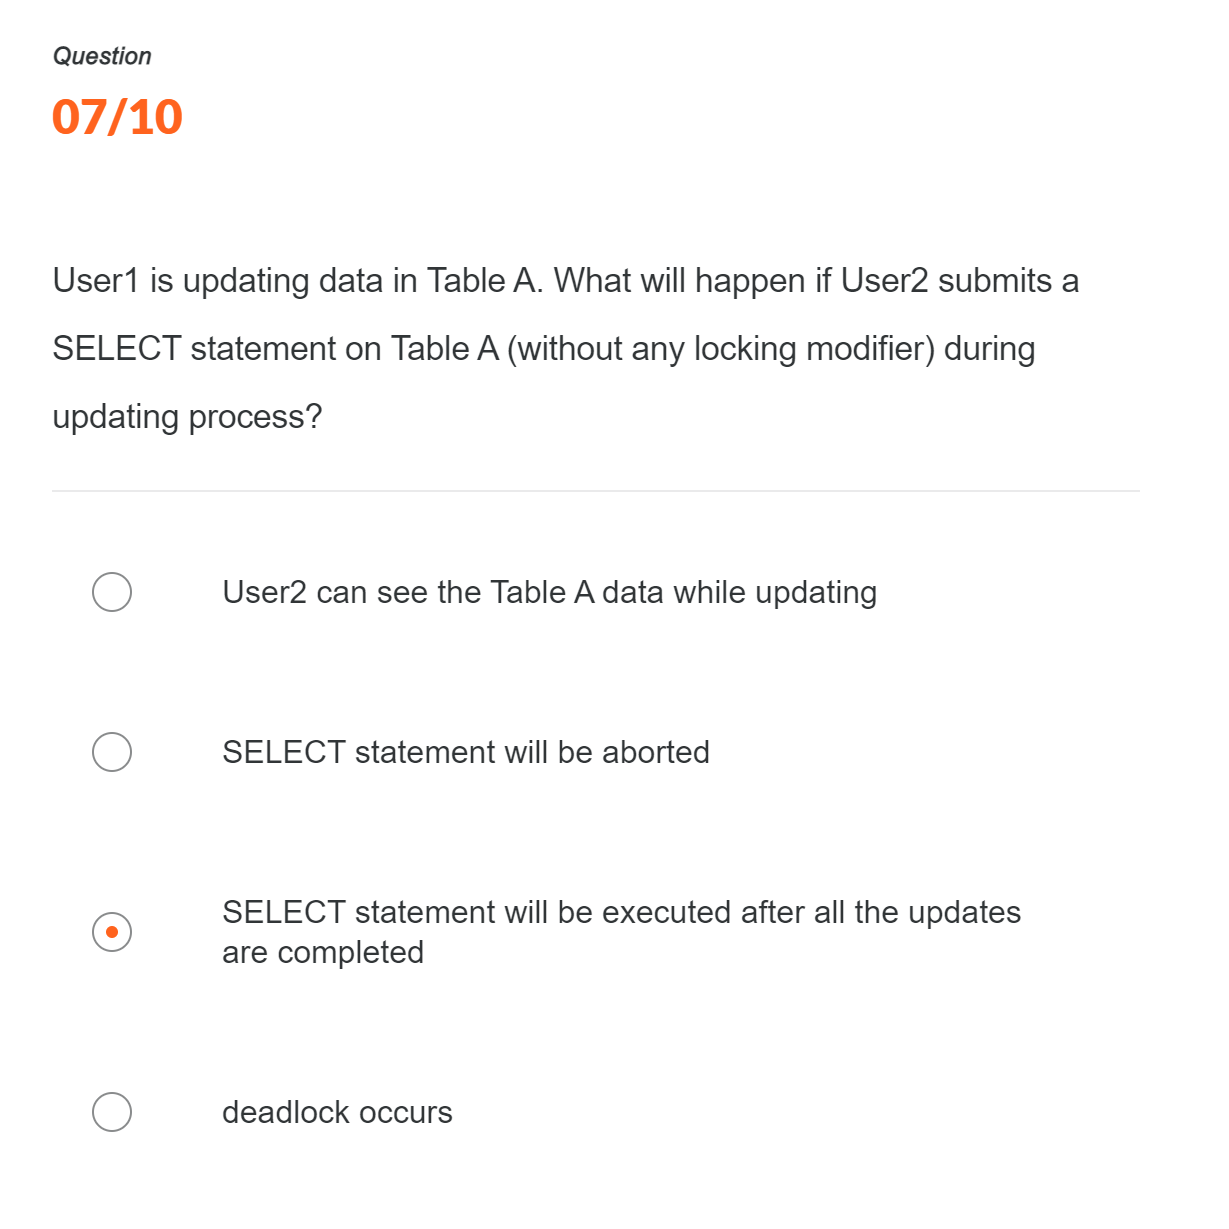 Question
07/10
User1 is updating data in Table A. What will happen if User2 submits a
SELECT statement on Table A (without any locking modifier) during
updating process?
User2 can see the Table A data while updating
SELECT statement will be aborted
SELECT statement will be executed after all the updates
are completed
deadlock occurs